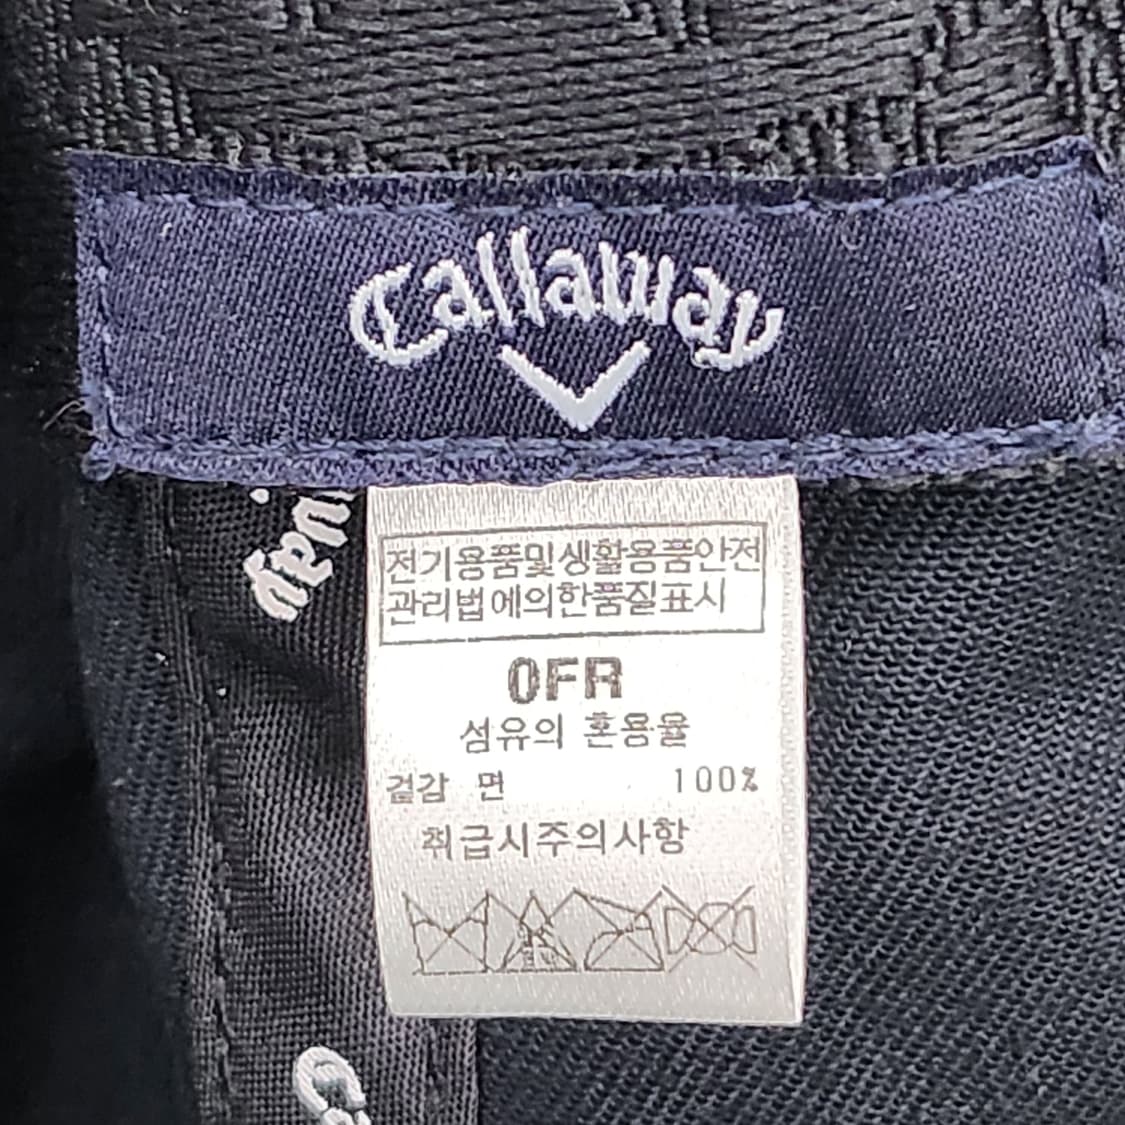 Callaway
way
전기용품및생활용품안전
관리법에의한품질표시
0FR
섬유의 혼용율
겉감 면 100%
취급시주의사항
Ca